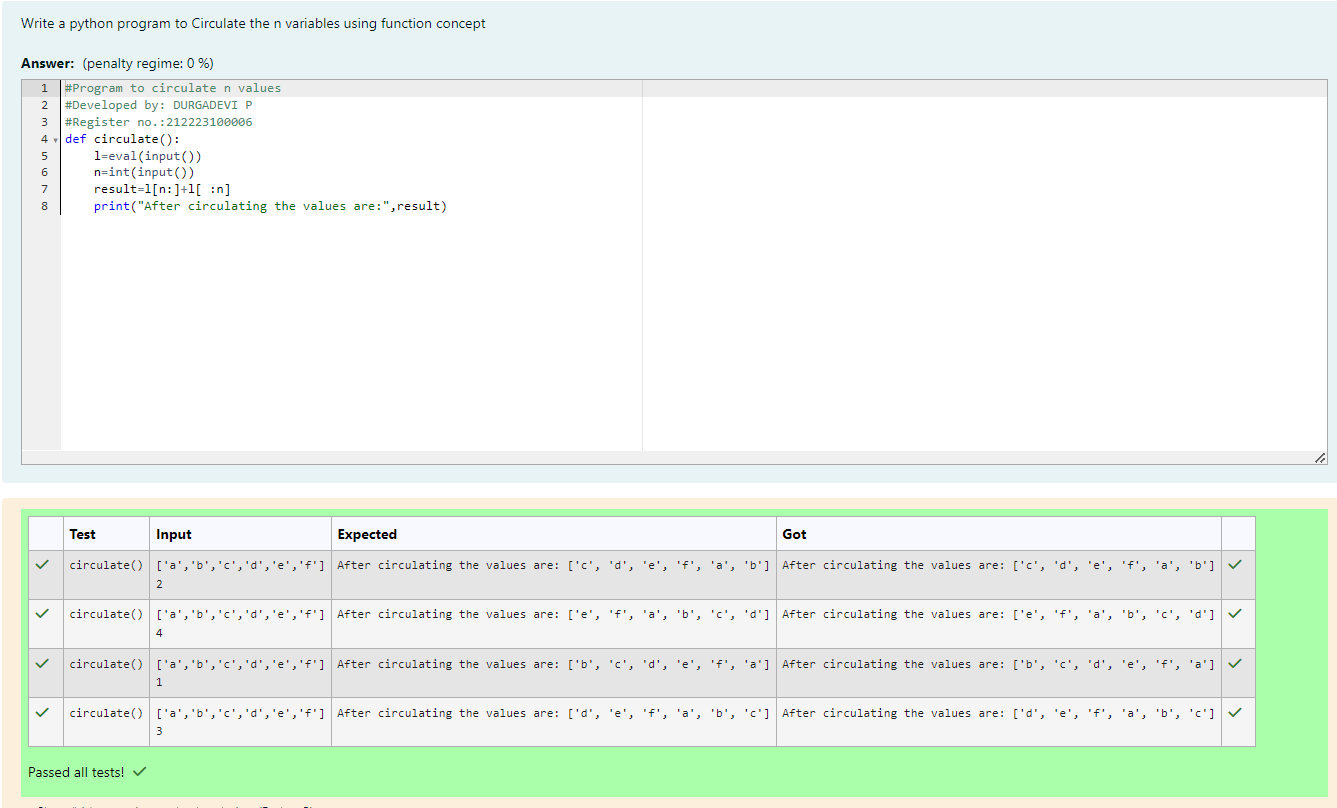 Write a python program to Circulate the n variables using function concept
Answer: (penalty regime: 0 %)
1 #Program to circulate n values
2 #Developed by: DURGADEVI P
3 #Register no.:212223100006
4 def circulate():
5 l=eval(input())
6 n=int(input())
7 result=l[n:]+l[ :n]
8 print("After circulating the values are:",result)
Test Input Expected Got
circulate() ['a','b','c','d','e','f'] After circulating the values are: ['c', 'd', 'e', 'f', 'a', 'b'] After circulating the values are: ['c', 'd', 'e', 'f', 'a', 'b']
2
circulate() ['a','b','c','d','e','f'] After circulating the values are: ['e', 'f', 'a', 'b', 'c', 'd'] After circulating the values are: ['e', 'f', 'a', 'b', 'c', 'd']
4
circulate() ['a','b','c','d','e','f'] After circulating the values are: ['b', 'c', 'd', 'e', 'f', 'a'] After circulating the values are: ['b', 'c', 'd', 'e', 'f', 'a']
1
circulate() ['a','b','c','d','e','f'] After circulating the values are: ['d', 'e', 'f', 'a', 'b', 'c'] After circulating the values are: ['d', 'e', 'f', 'a', 'b', 'c']
3
Passed all tests!